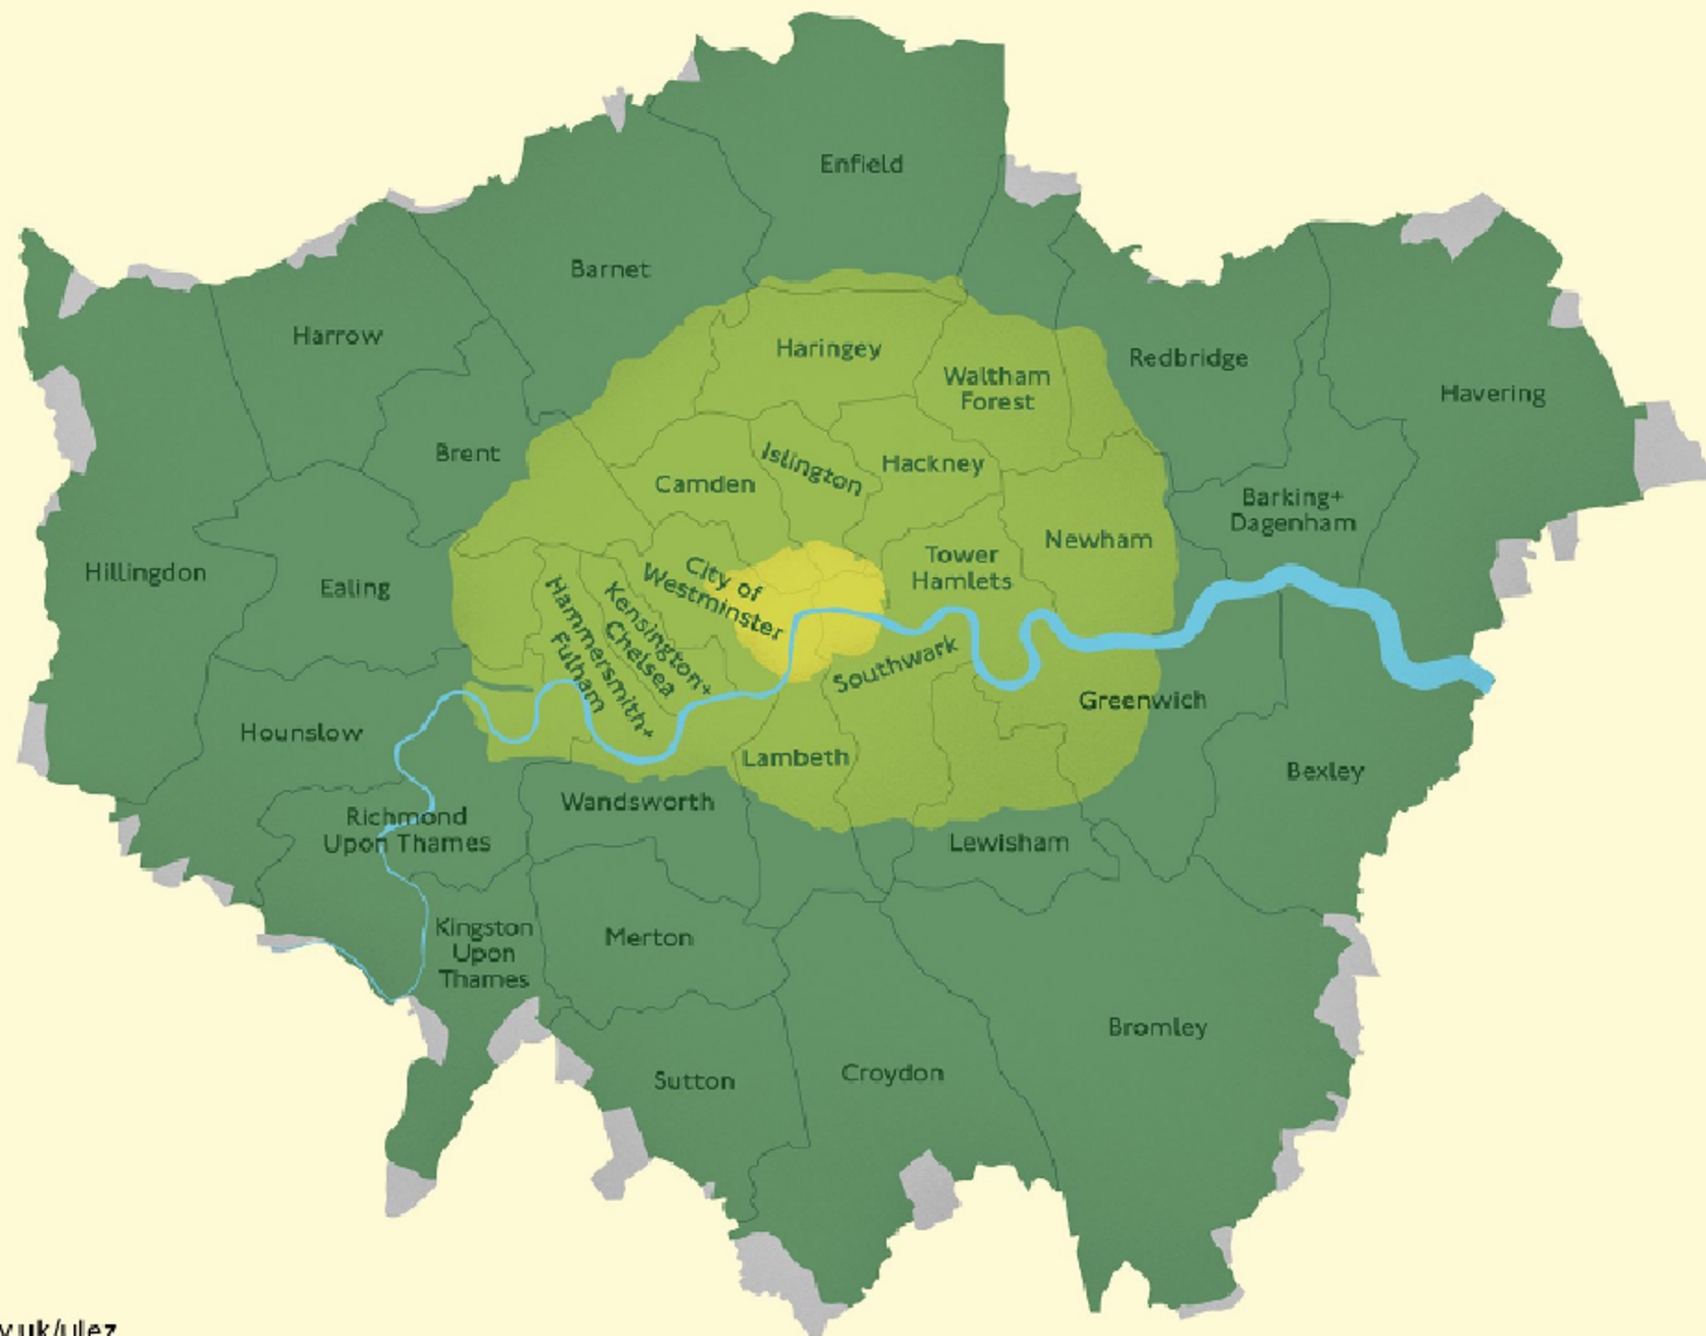 Enfield
Barnet
Harrow
Haringey
Redbridge
Waltham
Forest
Havering
Brent
Islington
Hackney
Camden
Barking+
Dagenham
Newham
Hillingdon
Ealing
Tower
Hamlets
City of
Westminster
Kensington+
Chelsea
Hammersmith+
Fulham
Southwark
Greenwich
Hounslow
Lambeth
Bexley
Wandsworth
Richmond
Upon Thames
Lewisham
Kingston
Upon
Thames
Merton
Bromley
Sutton
Croydon
v.uk/ulez